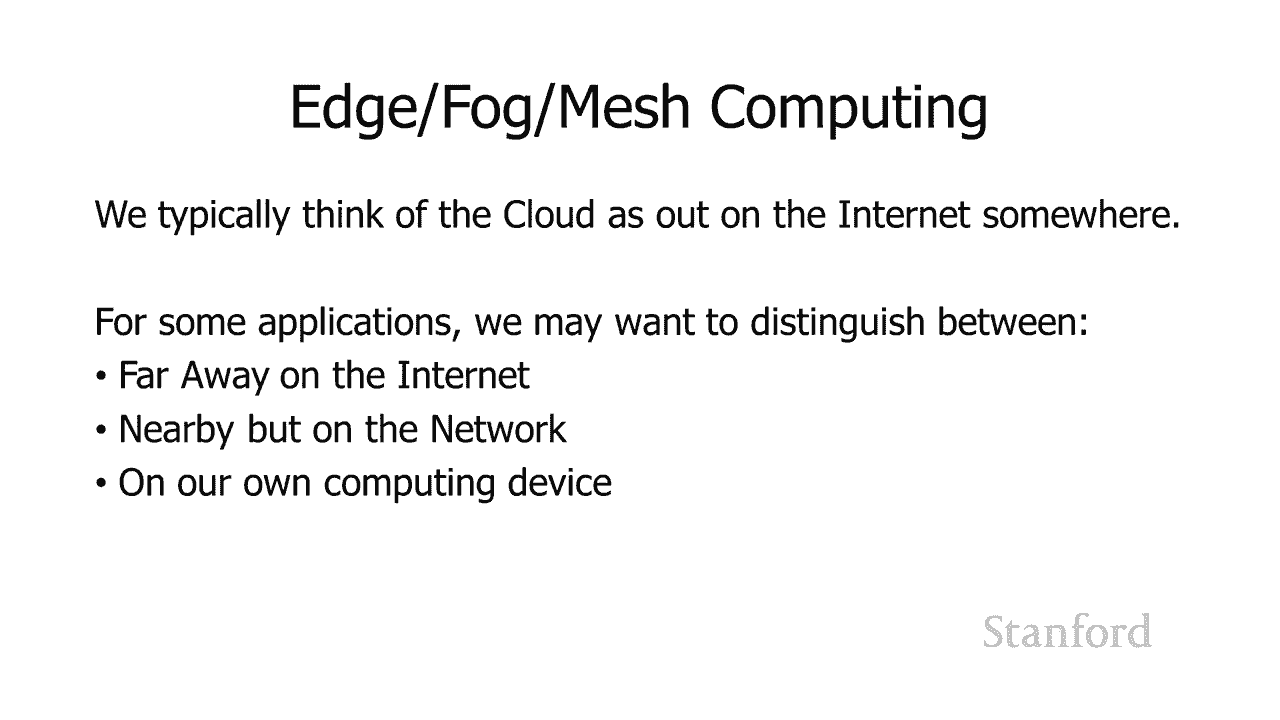 Edge/Fog/Mesh Computing
We typically think of the Cloud as out on the Internet somewhere.
For some applications, we may want to distinguish between:
• Far Away on the Internet
• Nearby but on the Network
• On our own computing device
Stanford